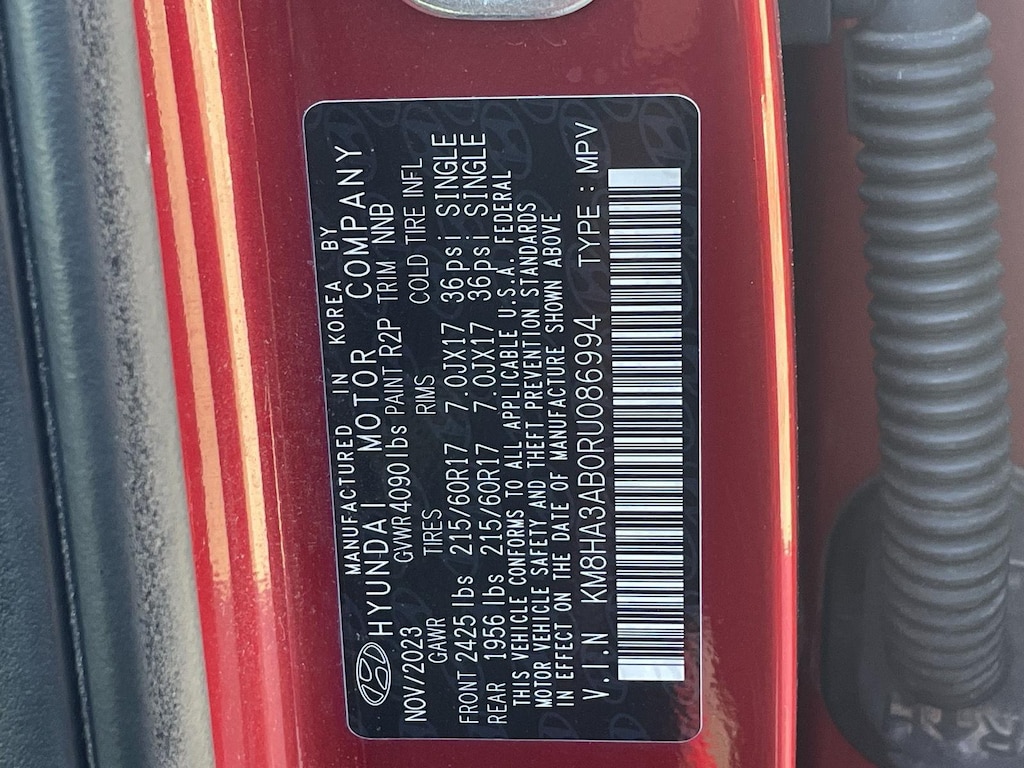 MANUFACTURED IN KOREA BY
HYUNDAI MOTOR COMPANY
NOV/2023 GVWR4090lbs PAINT R2P TRIM NNB
GAWR TIRES RIMS COLD TIRE INFL
FRONT 2425 lbs 215/60R17 7.0JX17 36psi SINGLE
REAR 1956 lbs 215/60R17 7.0JX17 36psi SINGLE
THIS VEHICLE CONFORMS TO ALL APPLICABLE U.S.A. FEDERAL
MOTOR VEHICLE SAFETY AND THEFT PREVENTION STANDARDS
IN EFFECT ON THE DATE OF MANUFACTURE SHOWN ABOVE
V.I.N KM8HA3AB0RU086994 TYPE : MPV